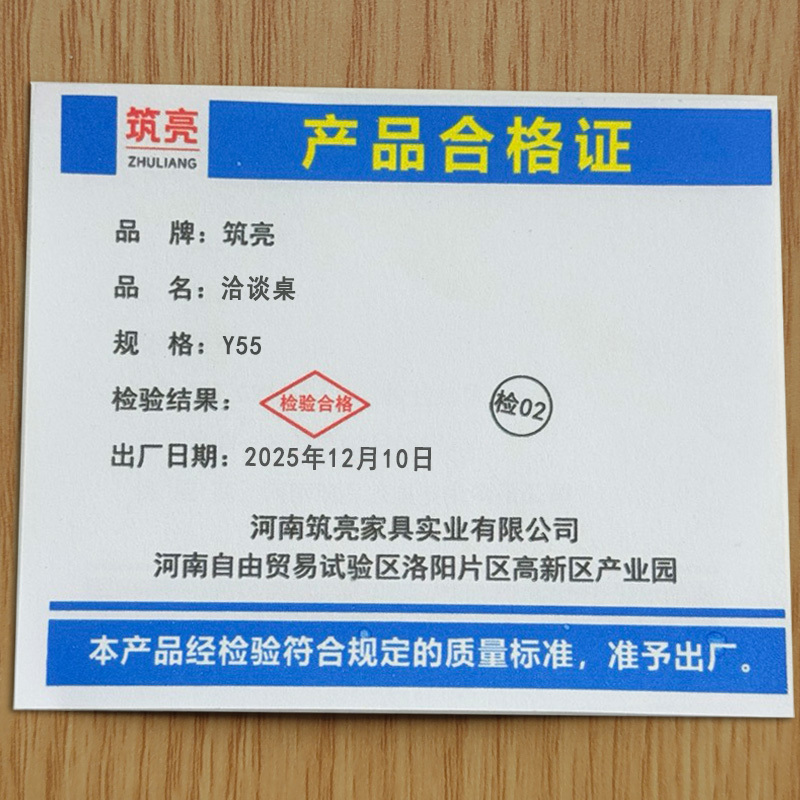 筑亮
ZHULIANG
产品合格证
品 牌：筑亮
品 名：洽谈桌
规 格：Y55
检验结果： 检验合格 检02
出厂日期：2025年12月10日
河南筑亮家具实业有限公司
河南自由贸易试验区洛阳片区高新区产业园
本产品经检验符合规定的质量标准，准予出厂。